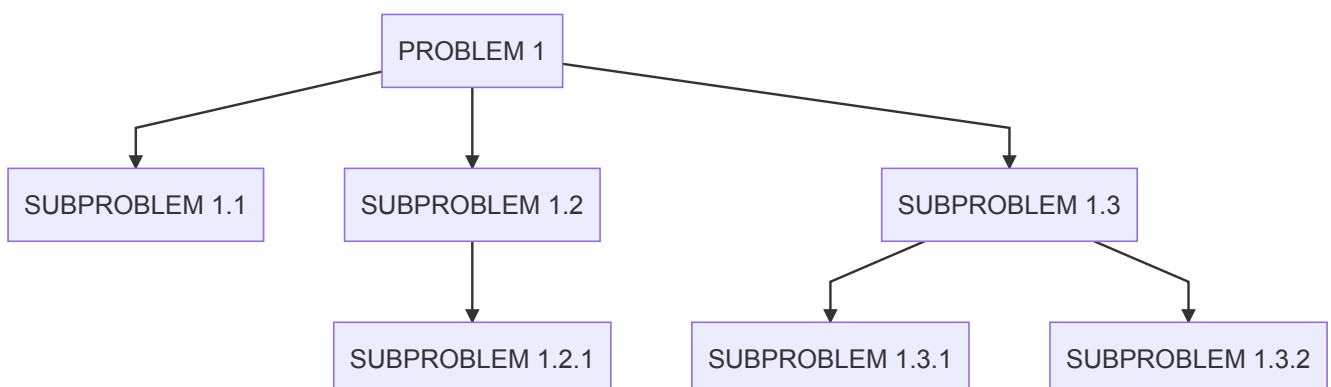 PROBLEM 1
SUBPROBLEM 1.1
SUBPROBLEM 1.2
SUBPROBLEM 1.3
SUBPROBLEM 1.2.1
SUBPROBLEM 1.3.1
SUBPROBLEM 1.3.2